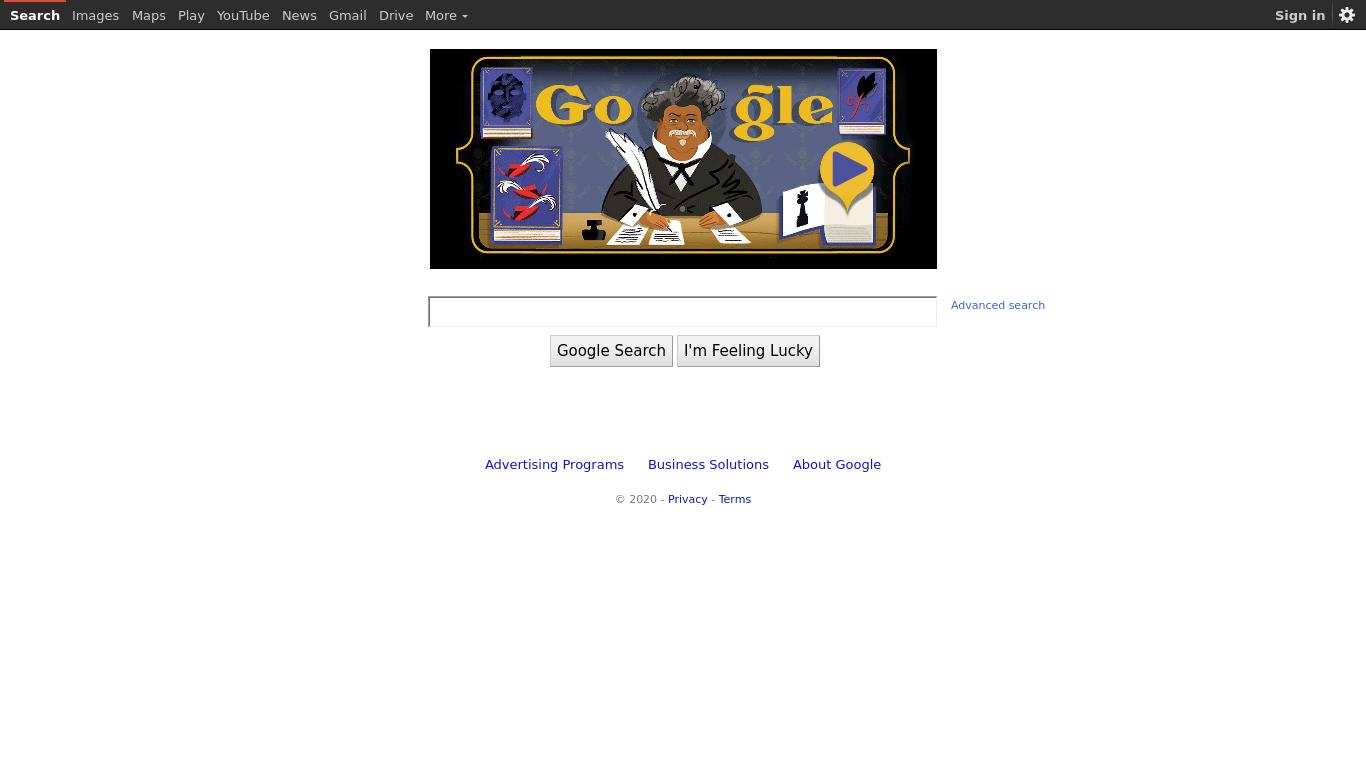 Search Images Maps Play YouTube News Gmail Drive More Sign in
Google
Advanced search
Google Search I'm Feeling Lucky
Advertising Programs Business Solutions About Google
© 2020 - Privacy - Terms